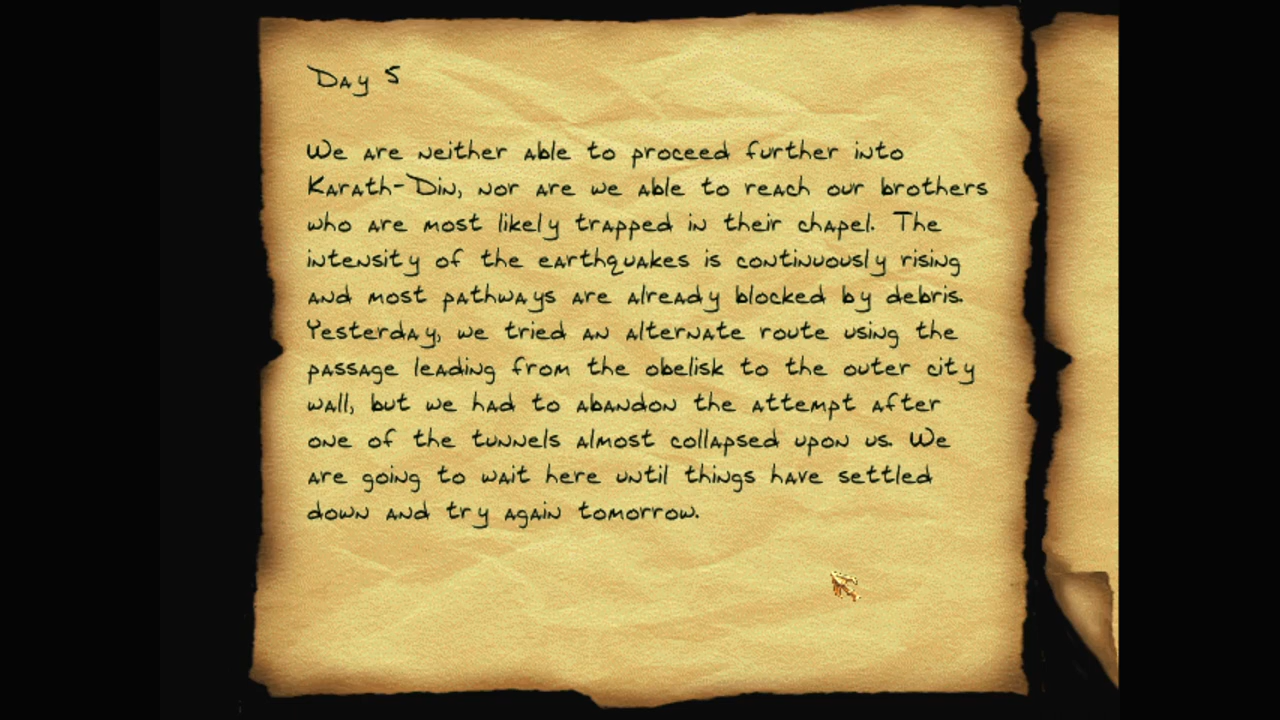 Day 5
We are neither able to proceed further into
Karath-Din, nor are we able to reach our brothers
who are most likely trapped in their chapel. The
intensity of the earthquakes is continuously rising
and most pathways are already blocked by debris.
Yesterday, we tried an alternate route using the
passage leading from the obelisk to the outer city
wall, but we had to abandon the attempt after
one of the tunnels almost collapsed upon us. We
are going to wait here until things have settled
down and try again tomorrow.